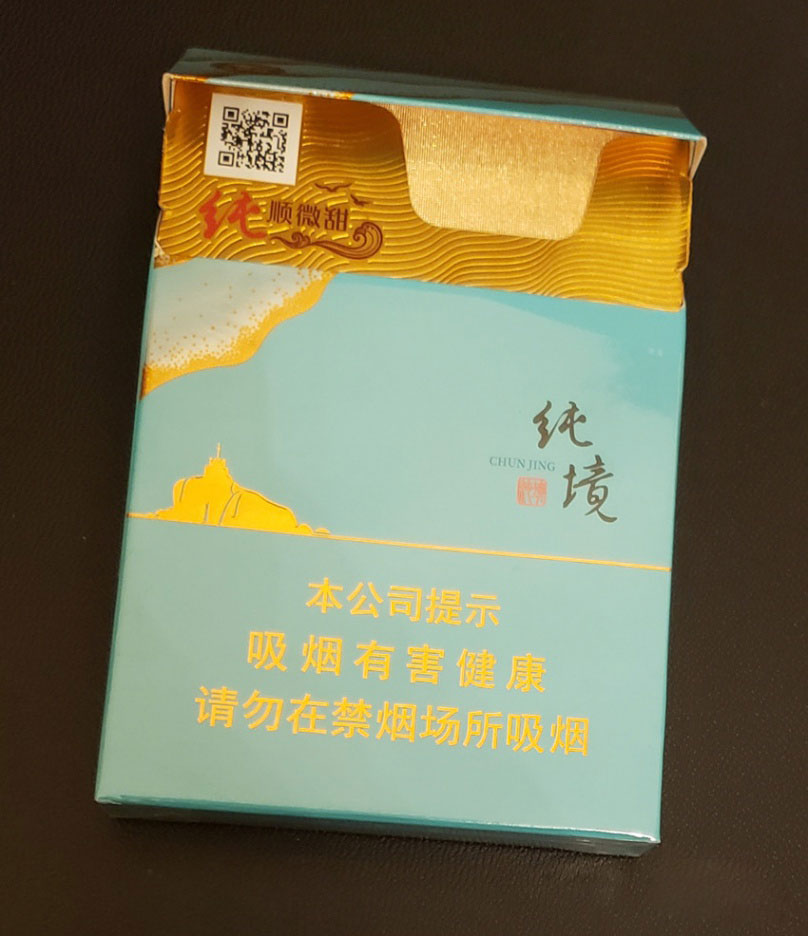 纯顺微甜
纯境
CHUN JING
本公司提示
吸烟有害健康
请勿在禁烟场所吸烟